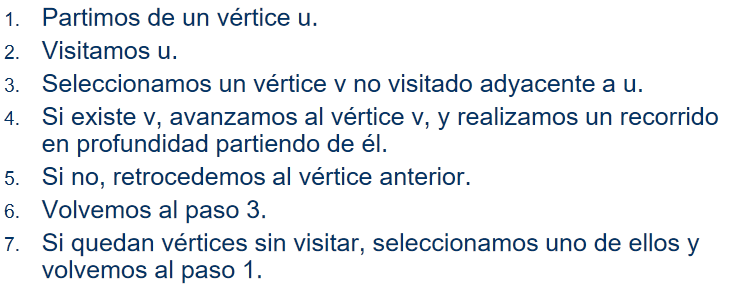 1. Partimos de un vértice u.
2. Visitamos u.
3. Seleccionamos un vértice v no visitado adyacente a u.
4. Si existe v, avanzamos al vértice v, y realizamos un recorrido
en profundidad partiendo de él.
5. Si no, retrocedemos al vértice anterior.
6. Volvemos al paso 3.
7. Si quedan vértices sin visitar, seleccionamos uno de ellos y
volvemos al paso 1.